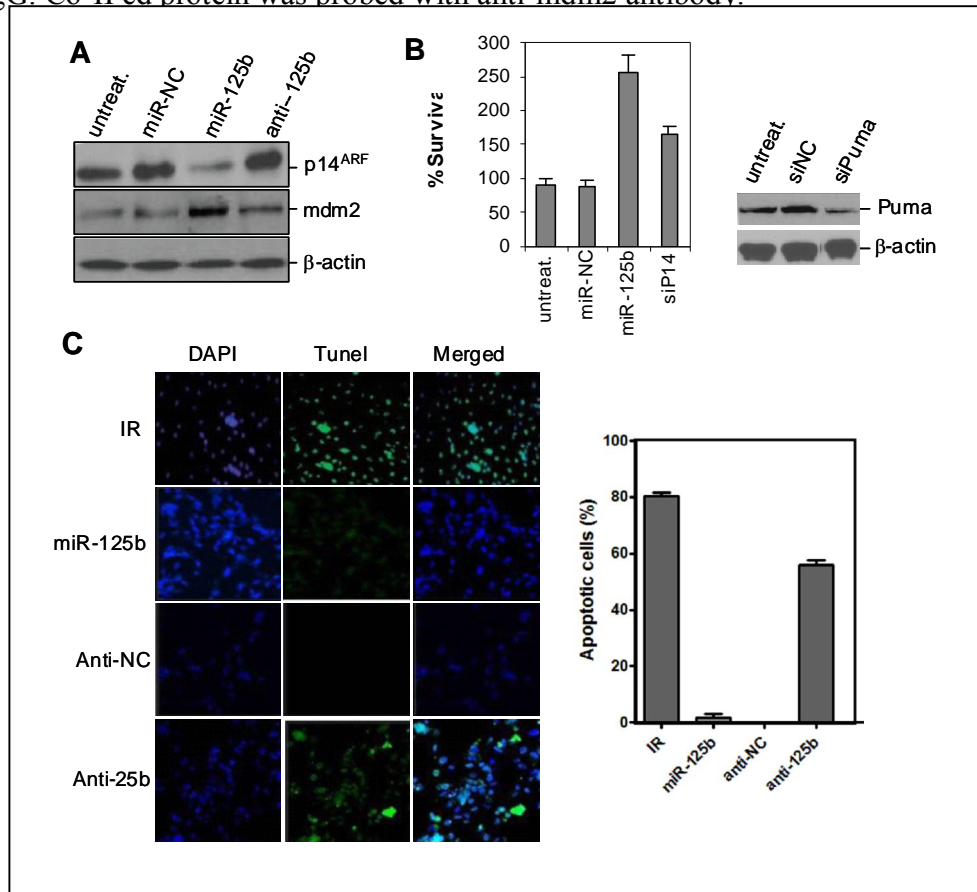 gG. Co-IPed protein was probed with anti-mdm2 antibody.
A
untreat.
miR-NC
miR-125b
anti-125b
p14ARF
mdm2
β-actin
B
% Surviva
300
250
200
150
100
50
0
untreat.
miR-NC
miR-125b
siP14
untreat.
siNC
siPuma
Puma
β-actin
C
DAPI Tunel Merged
IR
miR-125b
Anti-NC
Anti-25b
Apoptotic cells (%)
100
80
60
40
20
0
IR
miR-125b
anti-NC
anti-125b